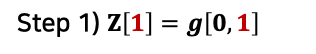 Step 1) Z[1] = g[0, 1]